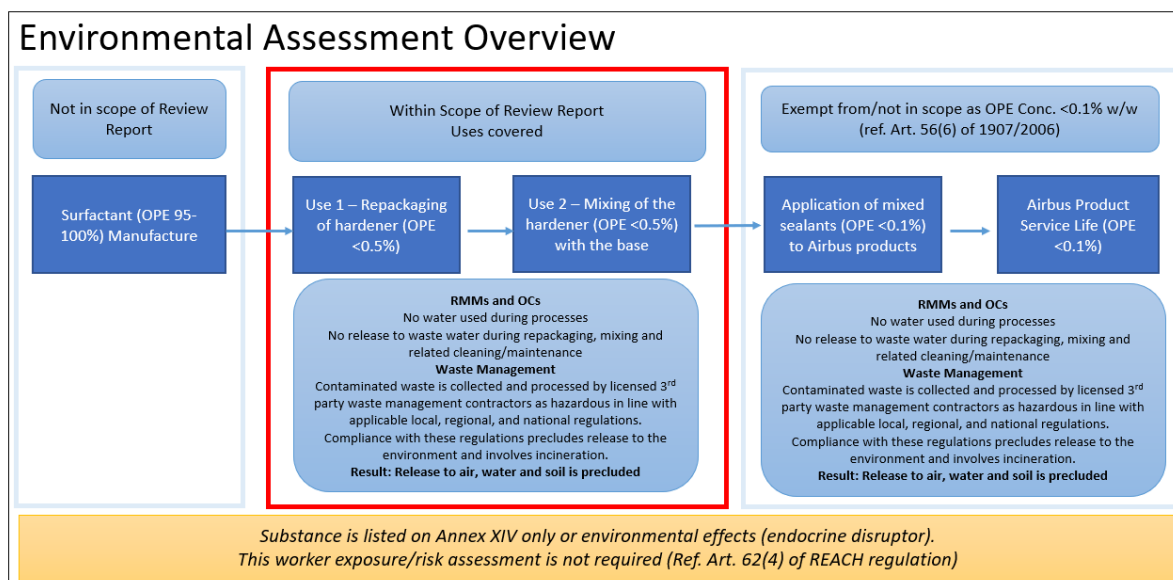 Environmental Assessment Overview
Not in scope of Review
Report
Surfactant (OPE 95-
100%) Manufacture
Within Scope of Review Report
Uses covered
Use 1 – Repackaging
of hardener (OPE
<0.5%)
Use 2 – Mixing of the
hardener (OPE <0.5%)
with the base
RMMs and OCs
No water used during processes
No release to waste water during repackaging, mixing and
related cleaning/maintenance
Waste Management
Contaminated waste is collected and processed by licensed 3rd
party waste management contractors as hazardous in line with
applicable local, regional, and national regulations.
Compliance with these regulations precludes release to the
environment and involves incineration.
Result: Release to air, water and soil is precluded
Exempt from/not in scope as OPE Conc. <0.1% w/w
(ref. Art. 56(6) of 1907/2006)
Application of mixed
sealants (OPE <0.1%)
to Airbus products
Airbus Product
Service Life (OPE
<0.1%)
RMMs and OCs
No water used during processes
No release to waste water during repackaging, mixing and
related cleaning/maintenance
Waste Management
Contaminated waste is collected and processed by licensed 3rd
party waste management contractors as hazardous in line with
applicable local, regional, and national regulations.
Compliance with these regulations precludes release to the
environment and involves incineration.
Result: Release to air, water and soil is precluded
Substance is listed on Annex XIV only or environmental effects (endocrine disruptor).
This worker exposure/risk assessment is not required (Ref. Art. 62(4) of REACH regulation)